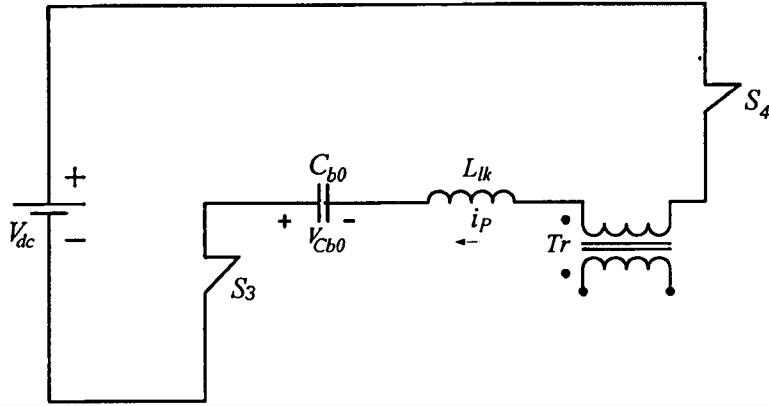 S4
Cb0
Llk
+
Vdc
−
+ −
VCb0
iP
Tr
S3